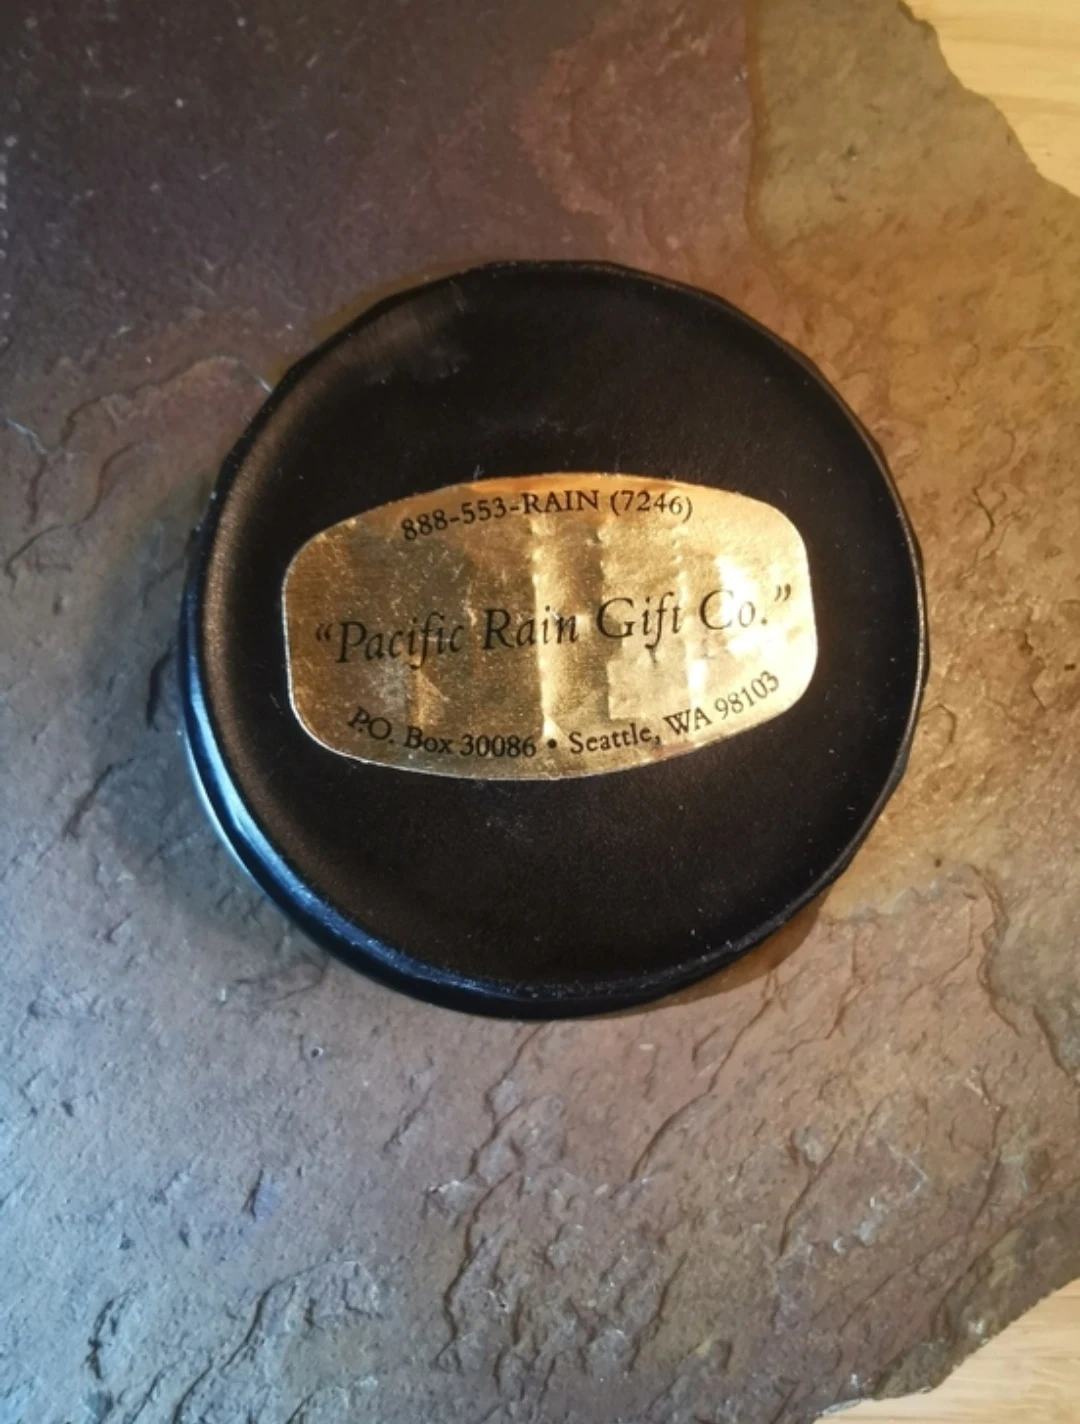 888-553-RAIN (7246)
“Pacific Rain Gift Co.”
P.O. Box 30086 • Seattle, WA 98103